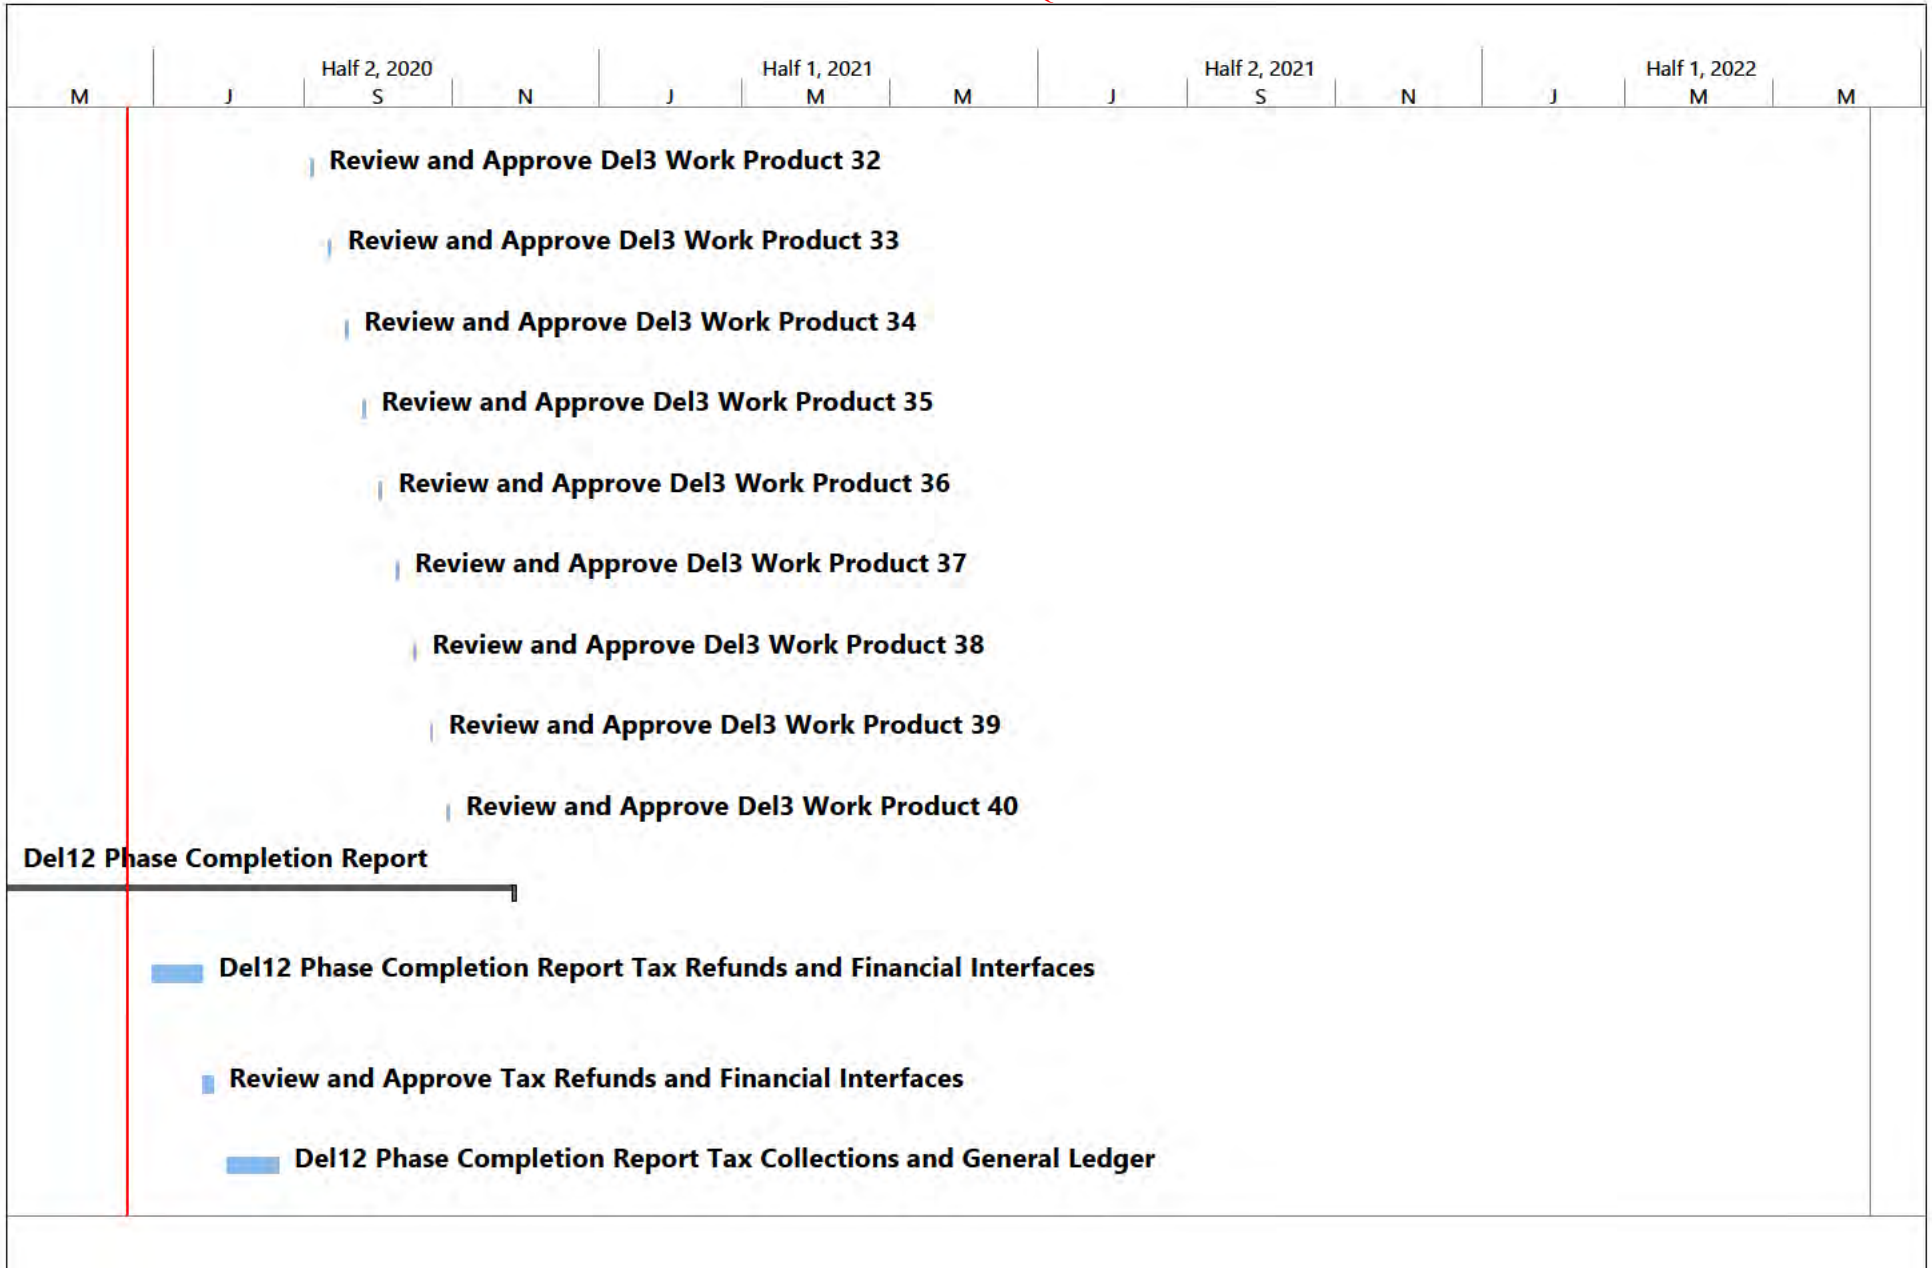 Half 2, 2020 Half 1, 2021 Half 2, 2021 Half 1, 2022
M J S N J M M J S N J M M
Review and Approve Del3 Work Product 32
Review and Approve Del3 Work Product 33
Review and Approve Del3 Work Product 34
Review and Approve Del3 Work Product 35
Review and Approve Del3 Work Product 36
Review and Approve Del3 Work Product 37
Review and Approve Del3 Work Product 38
Review and Approve Del3 Work Product 39
Review and Approve Del3 Work Product 40
Del12 Phase Completion Report
Del12 Phase Completion Report Tax Refunds and Financial Interfaces
Review and Approve Tax Refunds and Financial Interfaces
Del12 Phase Completion Report Tax Collections and General Ledger